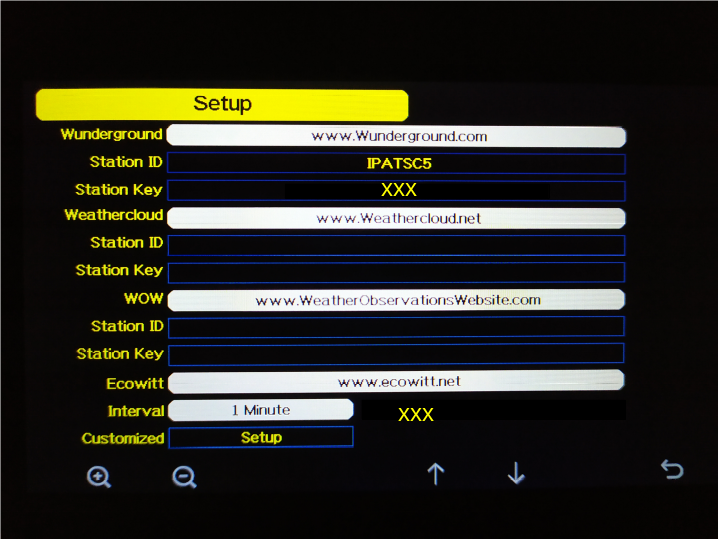 Setup
Wunderground www.Wunderground.com
Station ID IPATSC5
Station Key XXX
Weathercloud www.Weathercloud.net
Station ID
Station Key
WOW www.WeatherObservationsWebsite.com
Station ID
Station Key
Ecowitt www.ecowitt.net
Interval 1 Minute XXX
Customized Setup